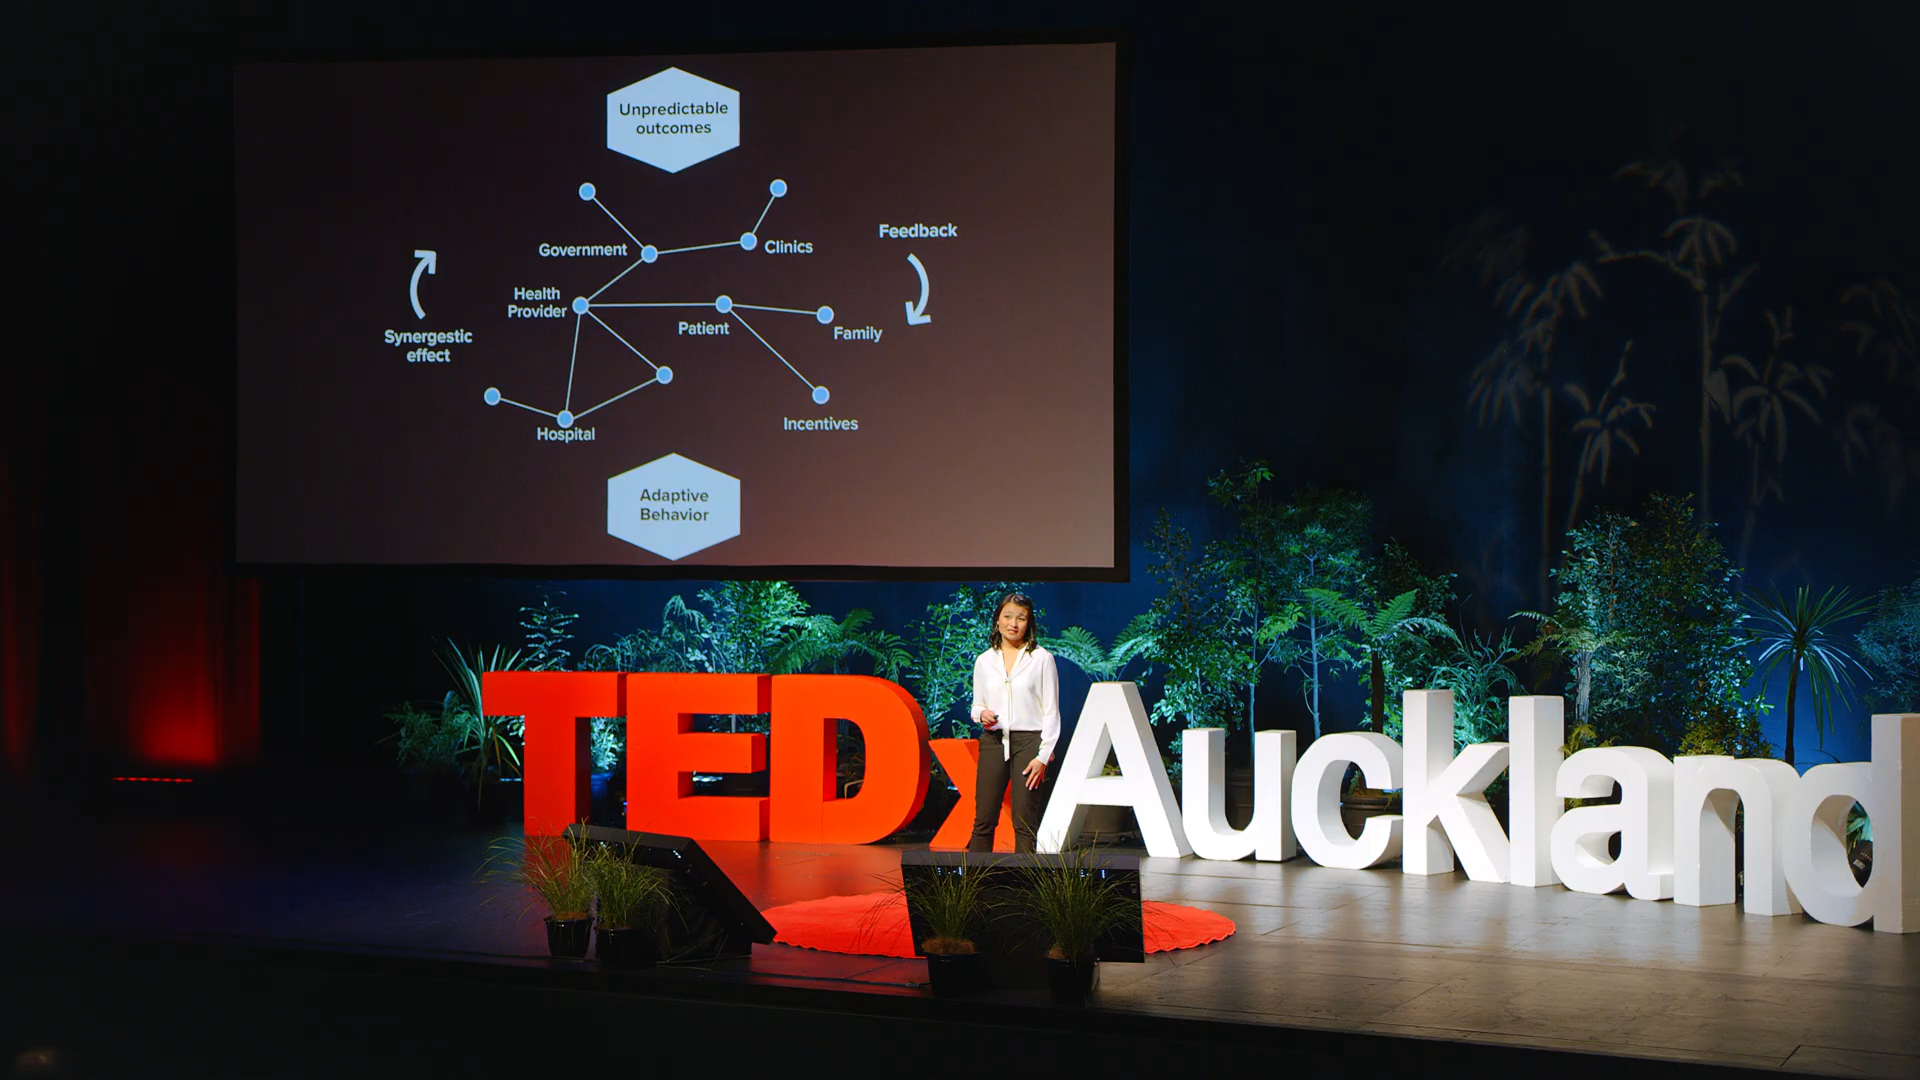 Unpredictable
outcomes
Government
Clinics
Feedback
Health
Provider
Patient
Family
Synergestic
effect
Incentives
Hospital
Adaptive
Behavior
TEDxAuckland